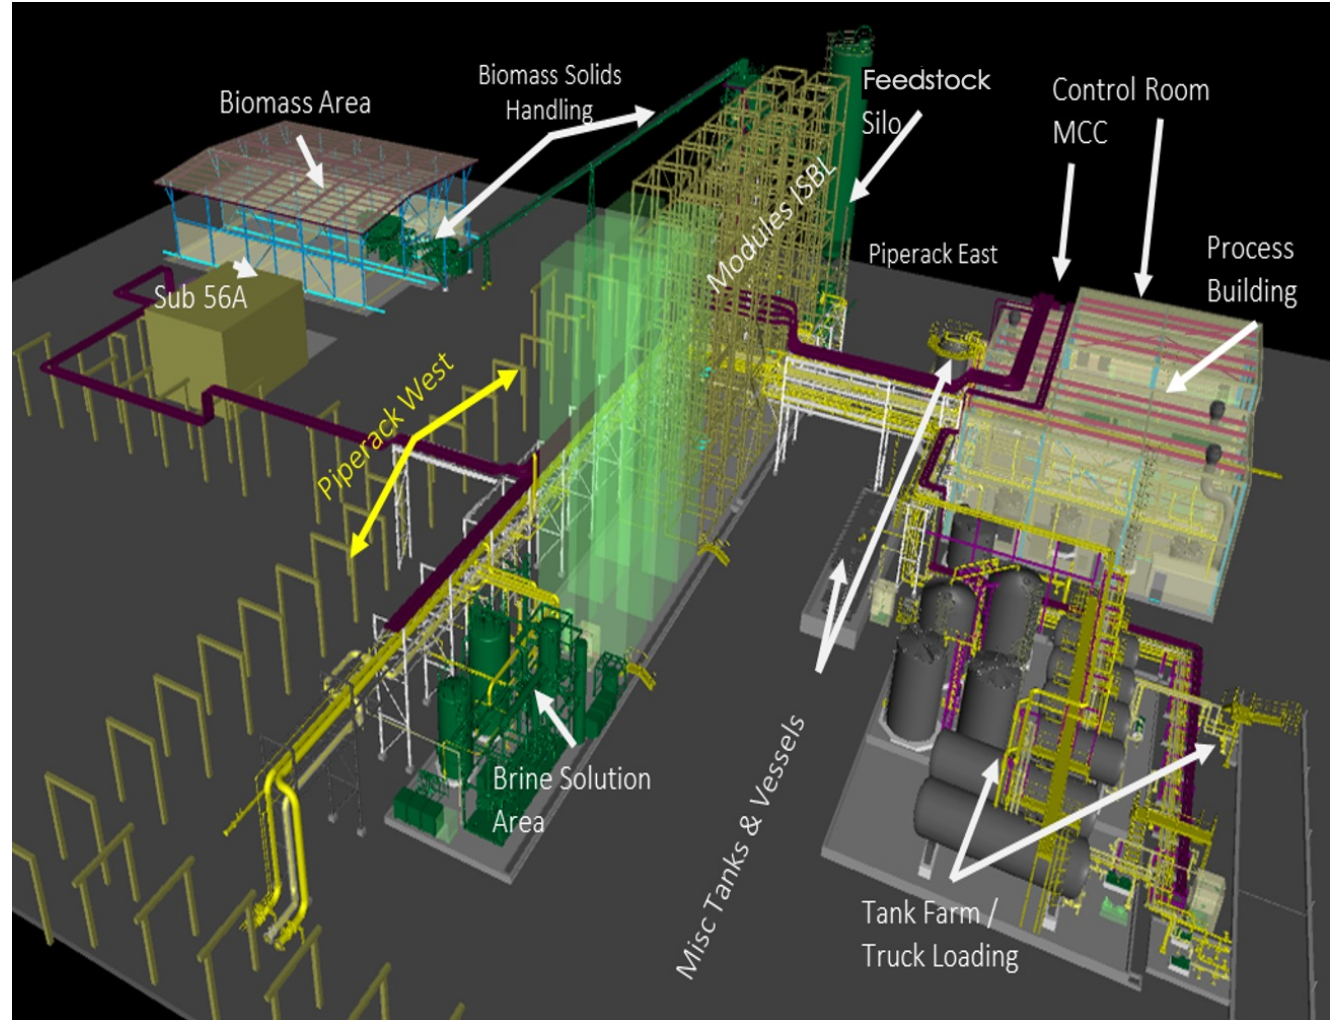 Biomass Area
Biomass Solids
Handling
Feedstock
Silo
Control Room
MCC
Modules ISBL
Piperack East
Process
Building
Sub 56A
Piperack West
Brine Solution
Area
Misc Tanks & Vessels
Tank Farm /
Truck Loading